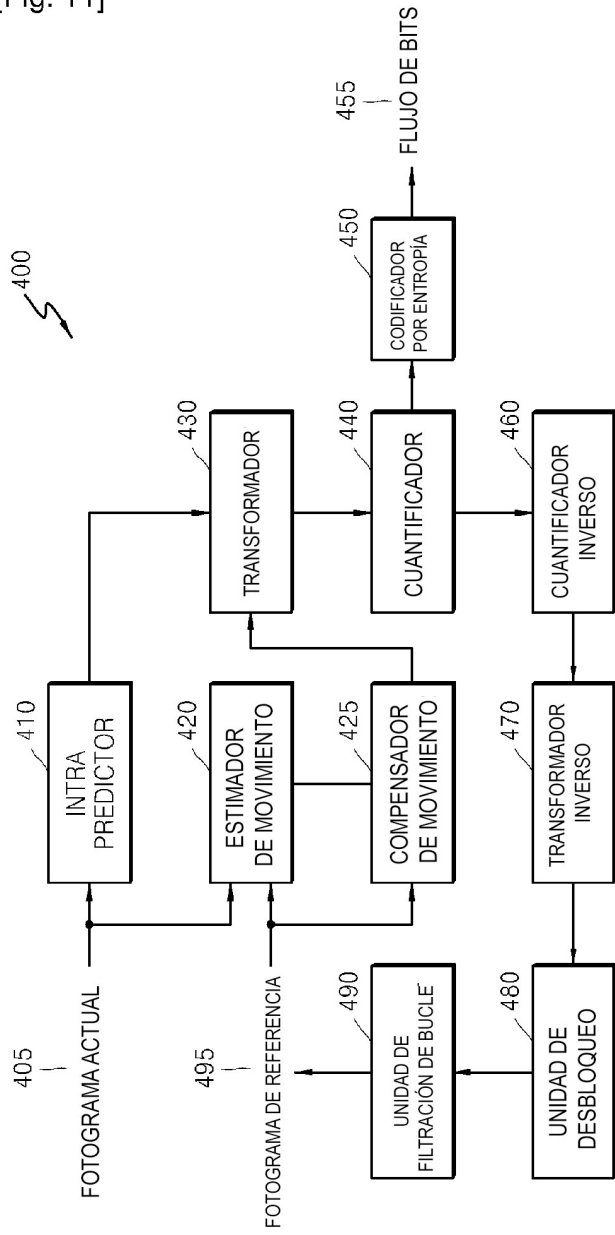 [Fig. 11]
400
405
FOTOGRAMA ACTUAL
410
INTRA
PREDICTOR
495
FOTOGRAMA DE REFERENCIA
420
ESTIMADOR
DE MOVIMIENTO
425
COMPENSADOR
DE MOVIMIENTO
430
TRANSFORMADOR
440
CUANTIFICADOR
450
CODIFICADOR
POR ENTROPÍA
455
FLUJO DE BITS
460
CUANTIFICADOR
INVERSO
470
TRANSFORMADOR
INVERSO
480
UNIDAD DE
DESBLOQUEO
490
UNIDAD DE
FILTRACIÓN DE BUCLE